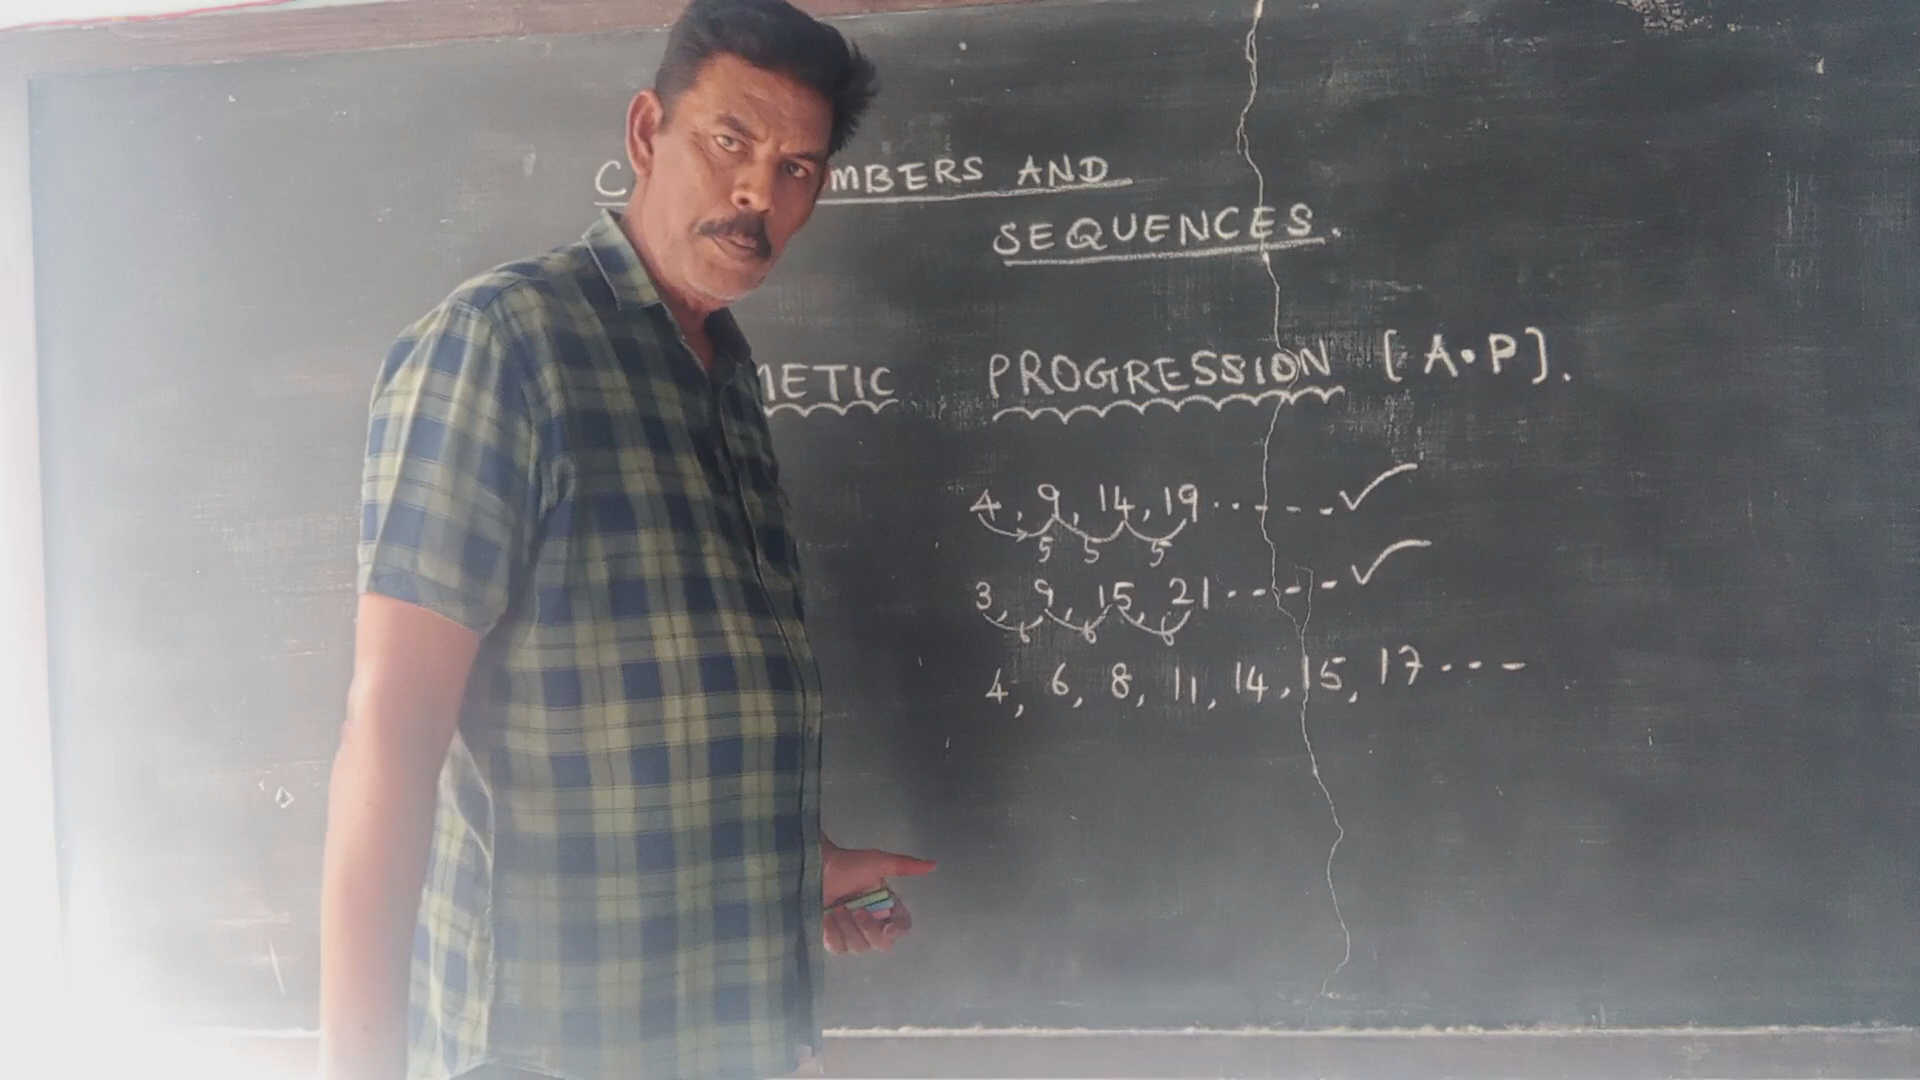 C MBERS AND
SEQUENCES.
METIC PROGRESSION [A.P].
4, 9, 14, 19.......✓
5 5 5
3, 9, 15, 21......✓
6 6 6
4, 6, 8, 11, 14, 15, 17....